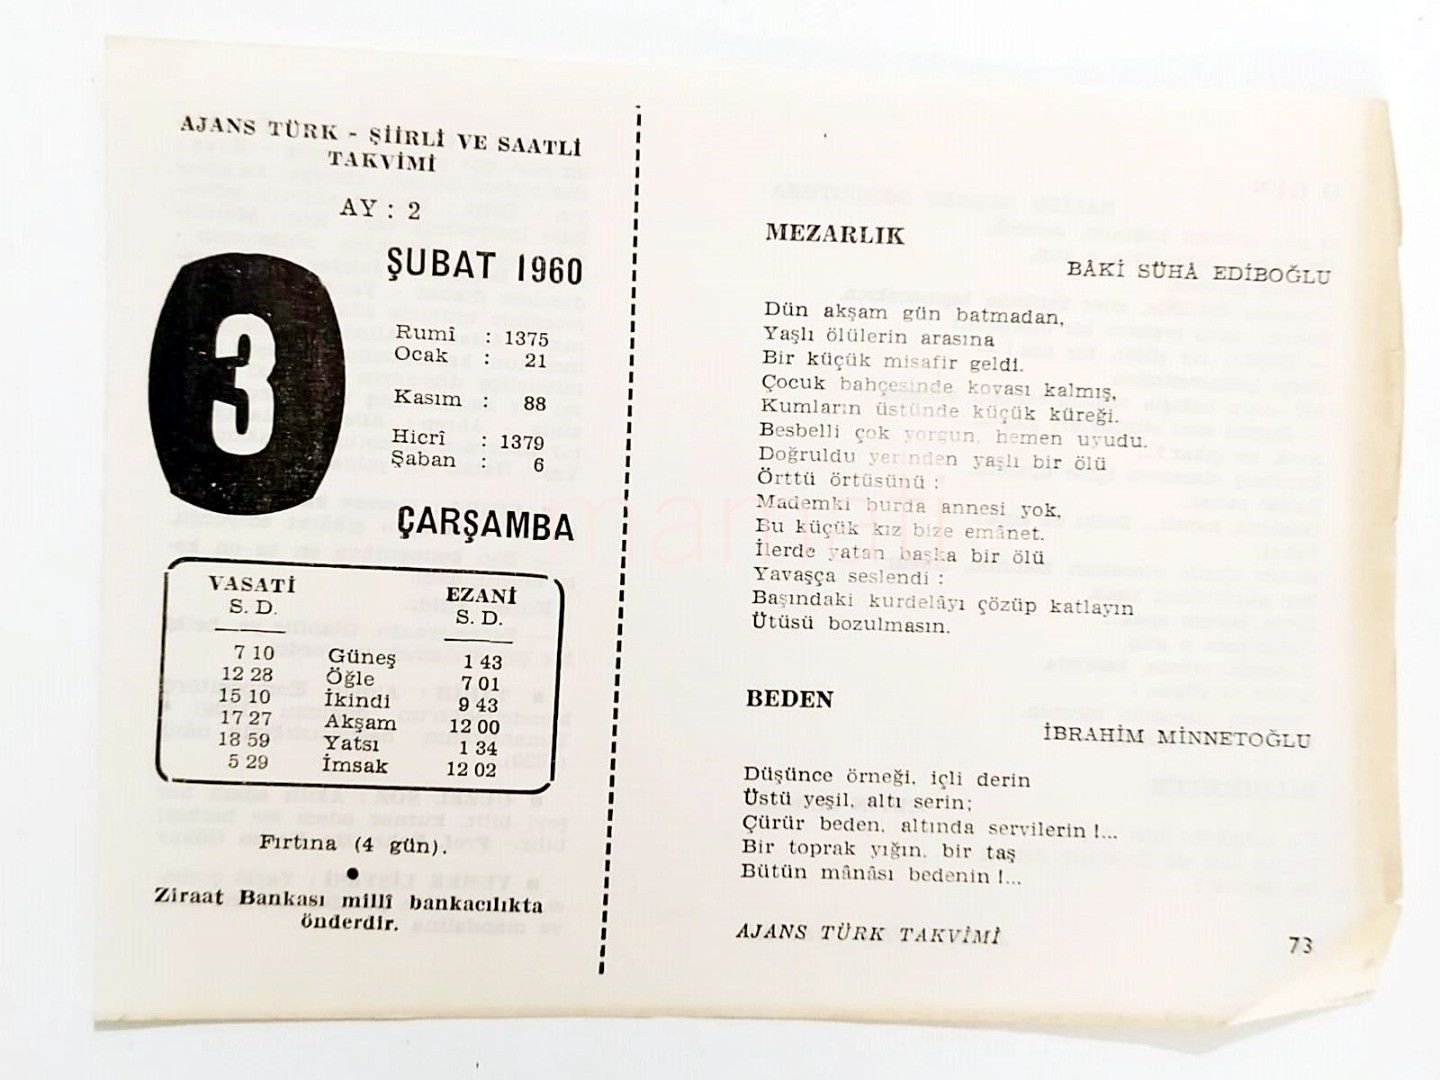 AJANS TÜRK - ŞİİRLİ VE SAATLİ
TAKVİMİ
AY : 2
ŞUBAT 1960
3
Rumî : 1375
Ocak : 21
Kasım : 88
Hicrî : 1379
Şaban : 6
ÇARŞAMBA
VASATİ EZANİ
S. D. S. D.
7 10 Güneş 1 43
12 28 Öğle 7 01
15 10 İkindi 9 43
17 27 Akşam 12 00
18 59 Yatsı 1 34
5 29 İmsak 12 02
Fırtına (4 gün).
Ziraat Bankası millî bankacılıkta
önderdir.
MEZARLIK
BÂKİ SÜHÂ EDİBOĞLU
Dün akşam gün batmadan,
Yaşlı ölülerin arasına
Bir küçük misafir geldi.
Çocuk bahçesinde kovası kalmış,
Kumların üstünde küçük küreği.
Besbelli çok yorgun, hemen uyudu.
Doğruldu yerinden yaşlı bir ölü
Örttü örtüsünü :
Mademki burda annesi yok,
Bu küçük kız bize emânet.
İlerde yatan başka bir ölü
Yavaşça seslendi :
Başındaki kurdelâyı çözüp katlayın
Ütüsü bozulmasın.
BEDEN
İBRAHİM MİNNETOĞLU
Düşünce örneği, içli derin
Üstü yeşil, altı serin;
Çürür beden, altında servilerin !...
Bir toprak yığın, bir taş
Bütün mânâsı bedenin !...
AJANS TÜRK TAKVİMİ
73